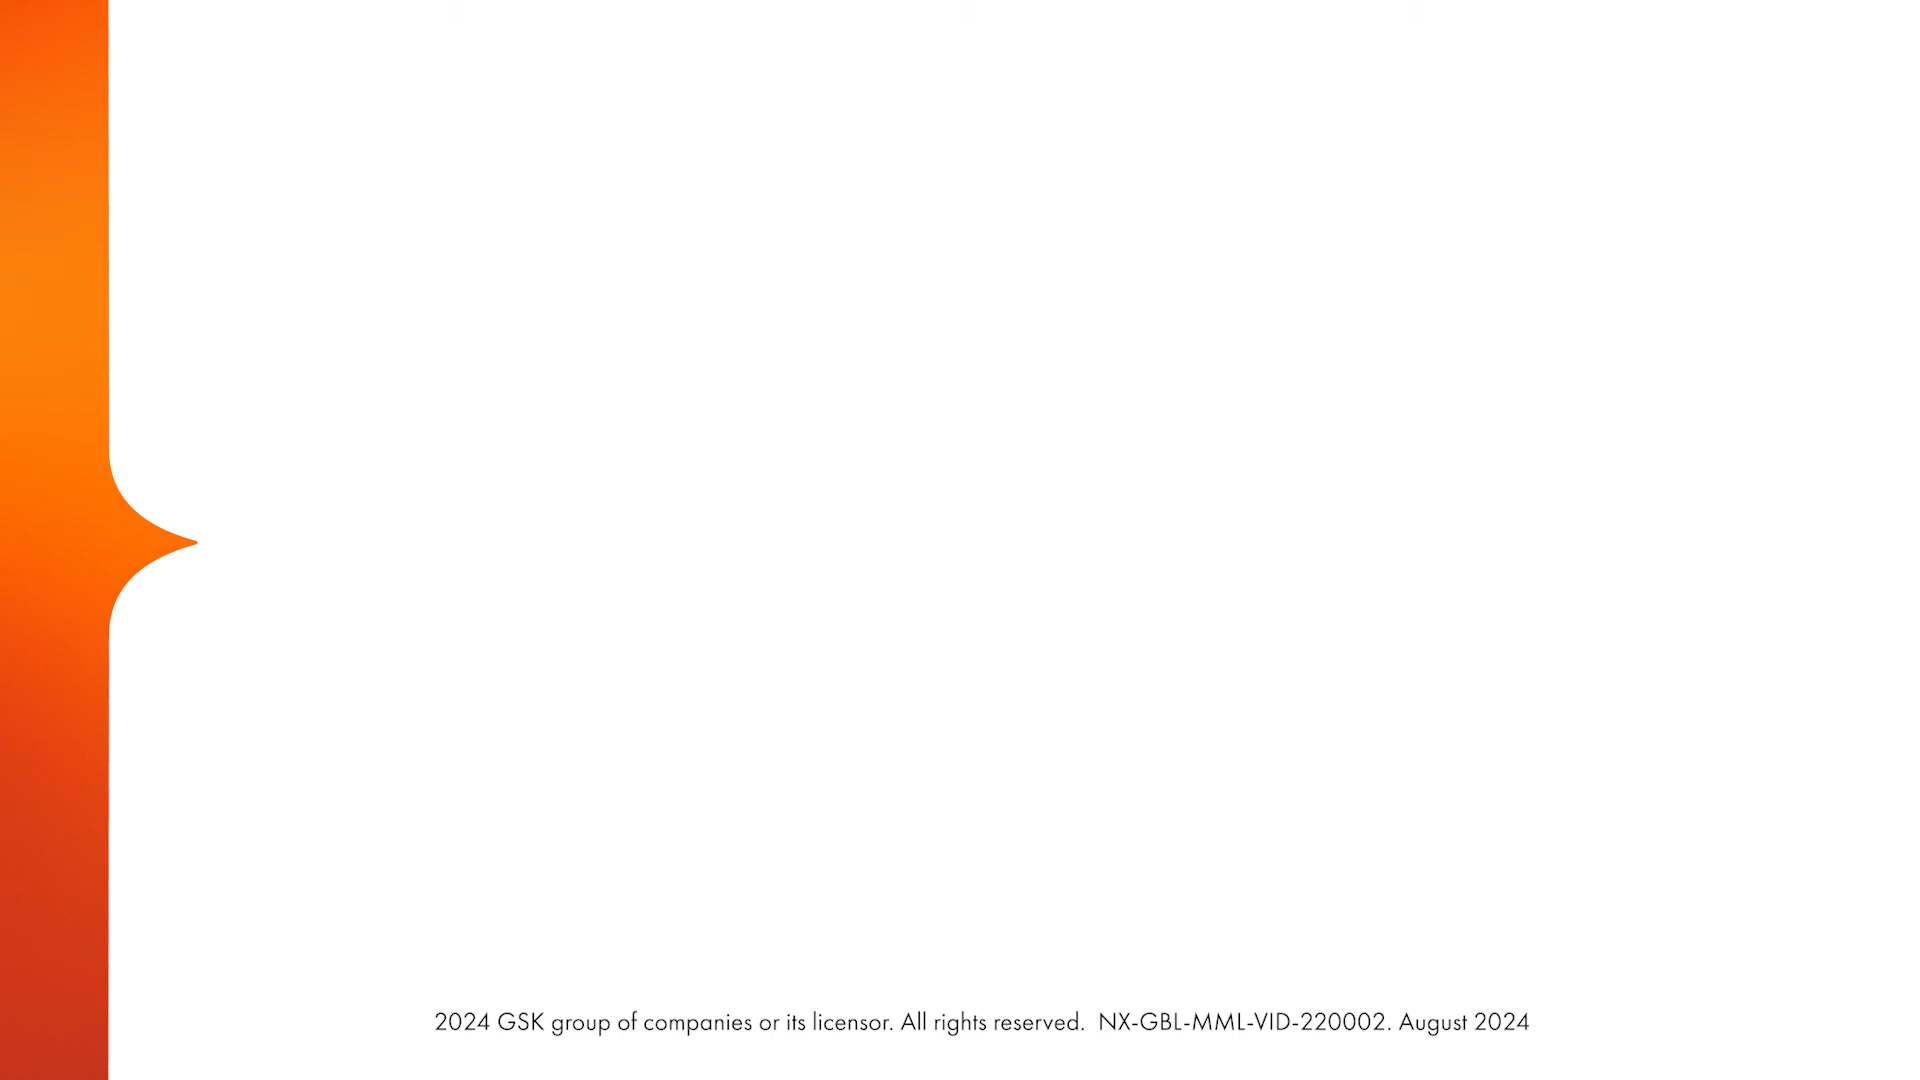 2024 GSK group of companies or its licensor. All rights reserved.  NX-GBL-MML-VID-220002. August 2024